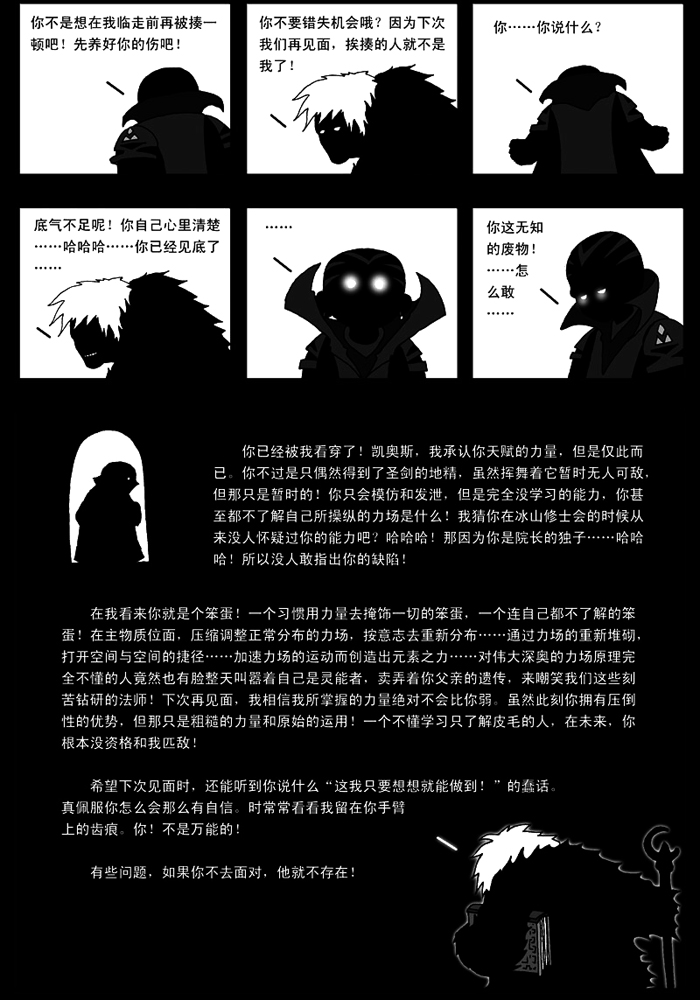 你不是想在我临走前再被揍一
顿吧！先养好你的伤吧！
你不要错失机会哦？因为下次
我们再见面，挨揍的人就不是
我了！
你……你说什么？
底气不足呢！你自己心里清楚
……哈哈哈……你已经见底了
……
……
你这无知
的废物！
……怎
么敢
……
你已经被我看穿了！凯奥斯，我承认你天赋的力量，但是仅此而
已。你不过是只偶然得到了圣剑的地精，虽然挥舞着它暂时无人可敌，
但那只是暂时的！你只会模仿和发泄，但是完全没学习的能力，你甚
至都不了解自己所操纵的力场是什么！我猜你在冰山修士会的时候从
来没人怀疑过你的能力吧？哈哈哈！那因为你是院长的独子……哈哈
哈！所以没人敢指出你的缺陷！
在我看来你就是个笨蛋！一个习惯用力量去掩饰一切的笨蛋，一个连自己都不了解的笨
蛋！在主物质位面，压缩调整正常分布的力场，按意志去重新分布……通过力场的重新堆砌，
打开空间与空间的捷径……加速力场的运动而创造出元素之力……对伟大深奥的力场原理完
全不懂的人竟然也有脸整天叫嚣着自己是灵能者，卖弄着你父亲的遗传，来嘲笑我们这些刻
苦钻研的法师！下次再见面，我相信我所掌握的力量绝对不会比你弱。虽然此刻你拥有压倒
性的优势，但那只是粗糙的力量和原始的运用！一个不懂学习只了解皮毛的人，在未来，你
根本没资格和我匹敌！
希望下次见面时，还能听到你说什么“这我只要想想就能做到！”的蠢话。
真佩服你怎么会那么有自信。时常常看看我留在你手臂
上的齿痕。你！不是万能的！
有些问题，如果你不去面对，他就不存在！